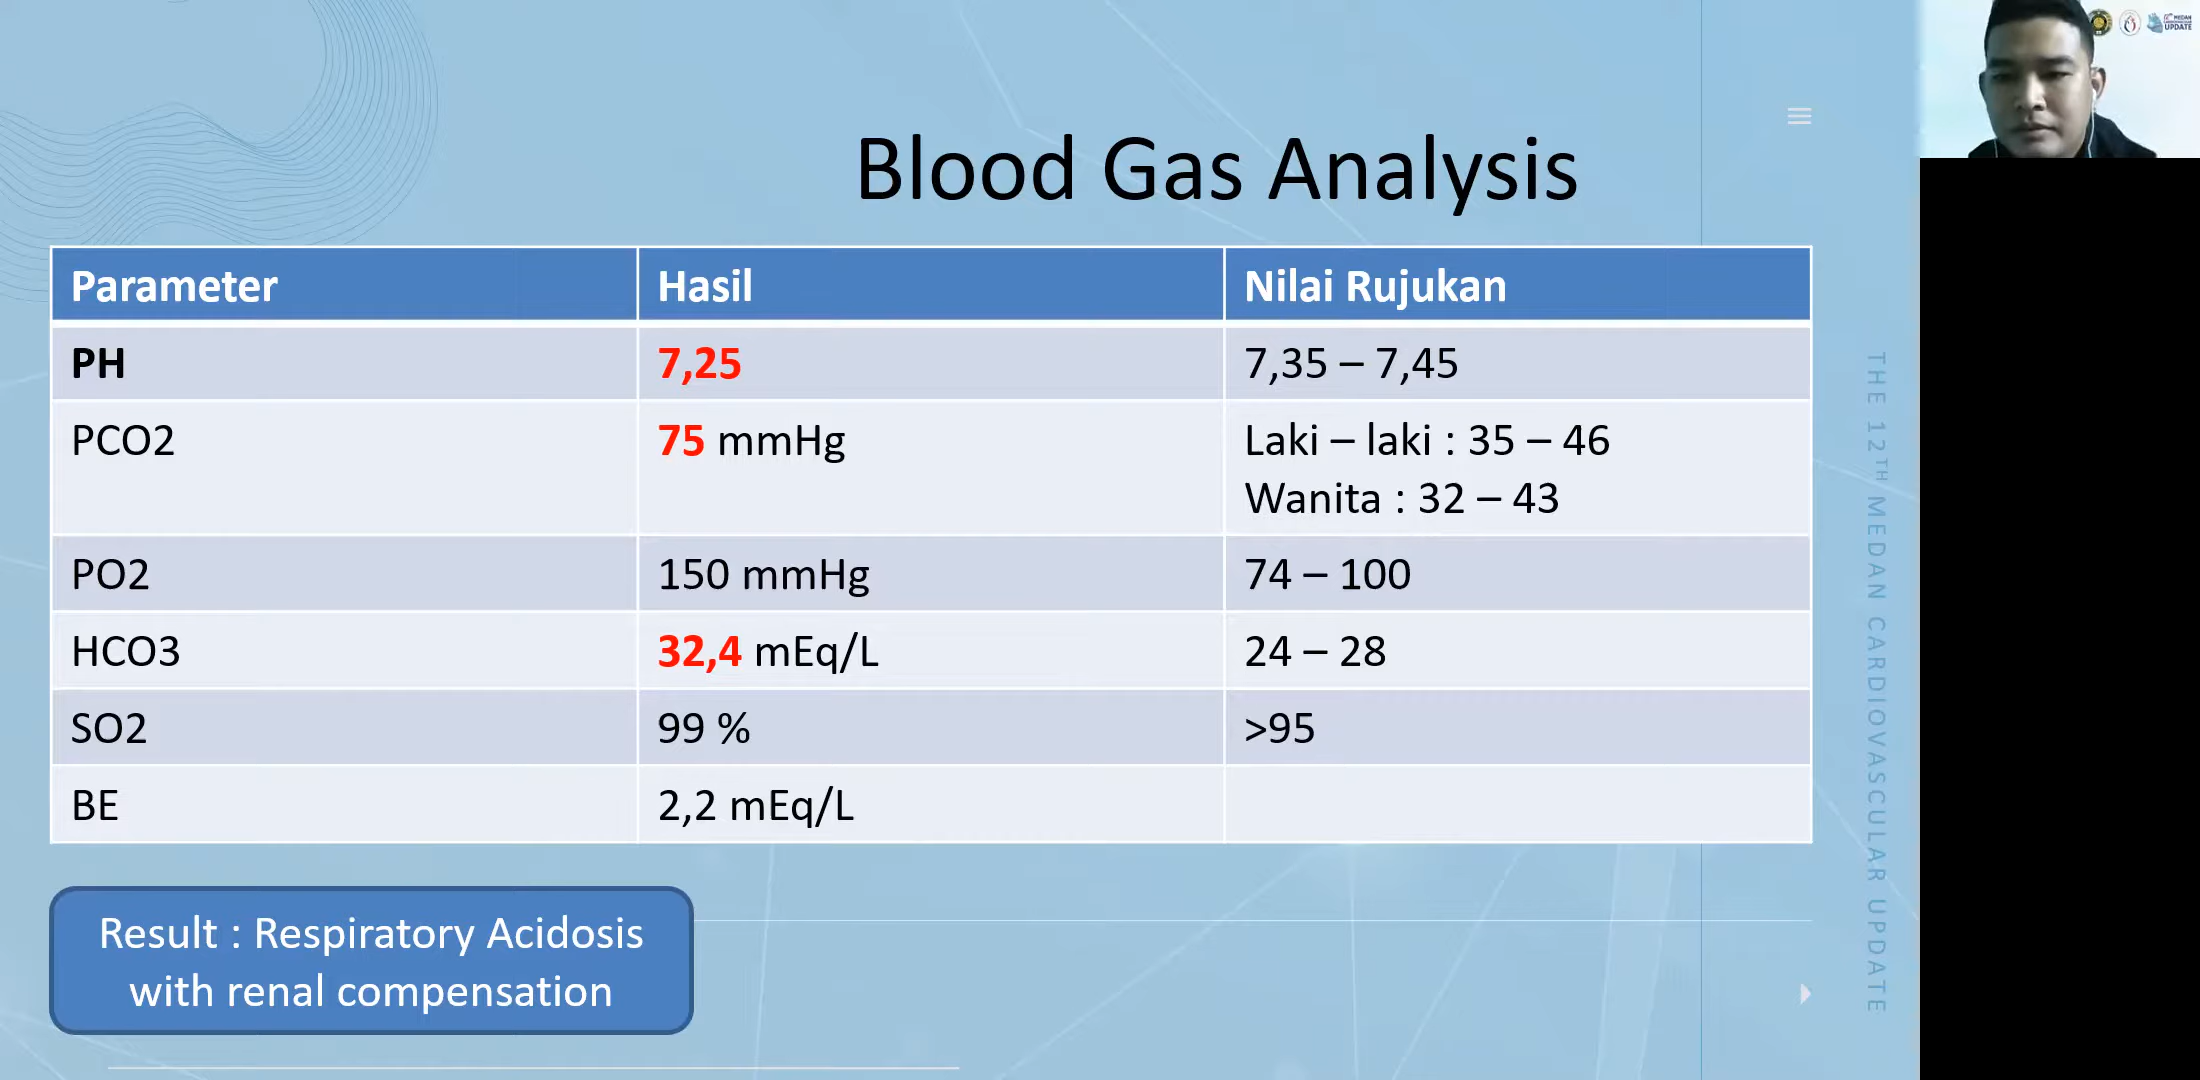 Blood Gas Analysis
Parameter Hasil Nilai Rujukan
PH 7,25 7,35 – 7,45
PCO2 75 mmHg Laki – laki : 35 – 46
Wanita : 32 – 43
PO2 150 mmHg 74 – 100
HCO3 32,4 mEq/L 24 – 28
SO2 99 % >95
BE 2,2 mEq/L
Result : Respiratory Acidosis
with renal compensation
THE 12TH MEDAN CARDIOVASCULAR UPDATE
MEDAN
UPDATE